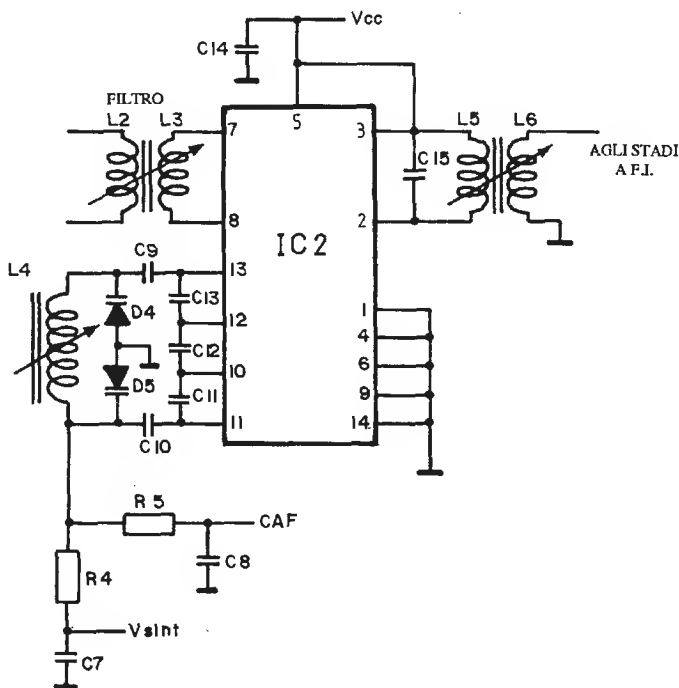 Vcc
C14
FILTRO
L2 L3
7
5
3
L5 L6
C15
AGLI STADI
A F.I.
8
2
IC2
L4
C9
13
C13
D4
12
C12
10
D5
C11
C10
11
1
4
6
9
14
R5
CAF
C8
R4
Vsint
C7